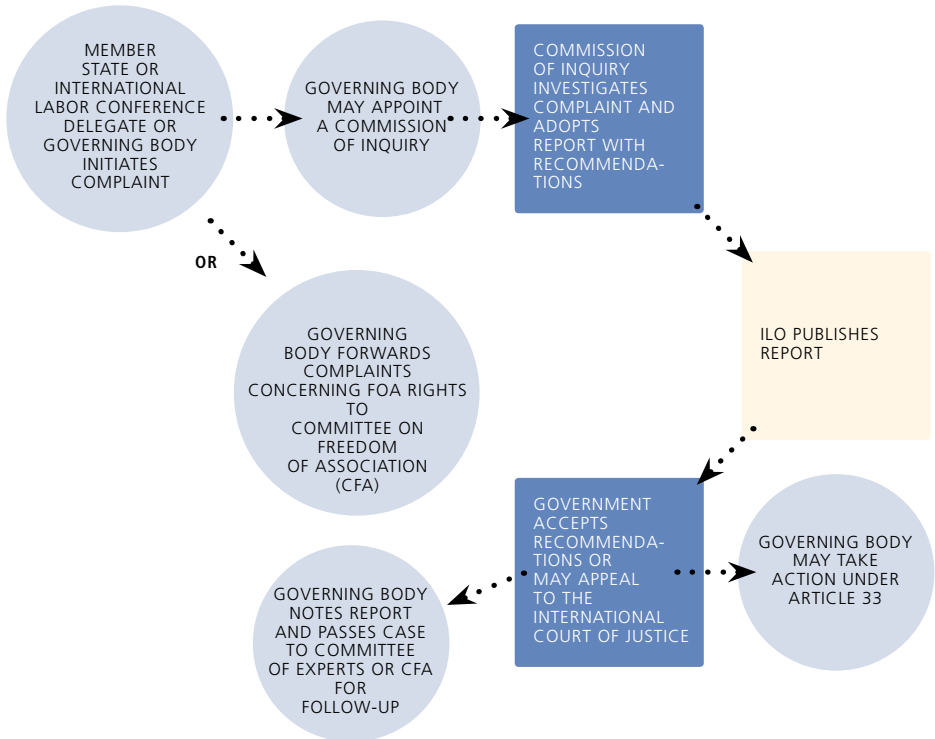 MEMBER
STATE OR
INTERNATIONAL
LABOR CONFERENCE
DELEGATE OR
GOVERNING BODY
INITIATES
COMPLAINT
GOVERNING BODY
MAY APPOINT
A COMMISSION
OF INQUIRY
COMMISSION
OF INQUIRY
INVESTIGATES
COMPLAINT AND
ADOPTS
REPORT WITH
RECOMMENDA-
TIONS
OR
GOVERNING
BODY FORWARDS
COMPLAINTS
CONCERNING FOA RIGHTS
TO
COMMITTEE ON
FREEDOM
OF ASSOCIATION
(CFA)
ILO PUBLISHES
REPORT
GOVERNMENT
ACCEPTS
RECOMMENDA-
TIONS OR
MAY APPEAL
TO THE
INTERNATIONAL
COURT OF JUSTICE
GOVERNING BODY
MAY TAKE
ACTION UNDER
ARTICLE 33
GOVERNING BODY
NOTES REPORT
AND PASSES CASE
TO COMMITTEE
OF EXPERTS OR CFA
FOR
FOLLOW-UP